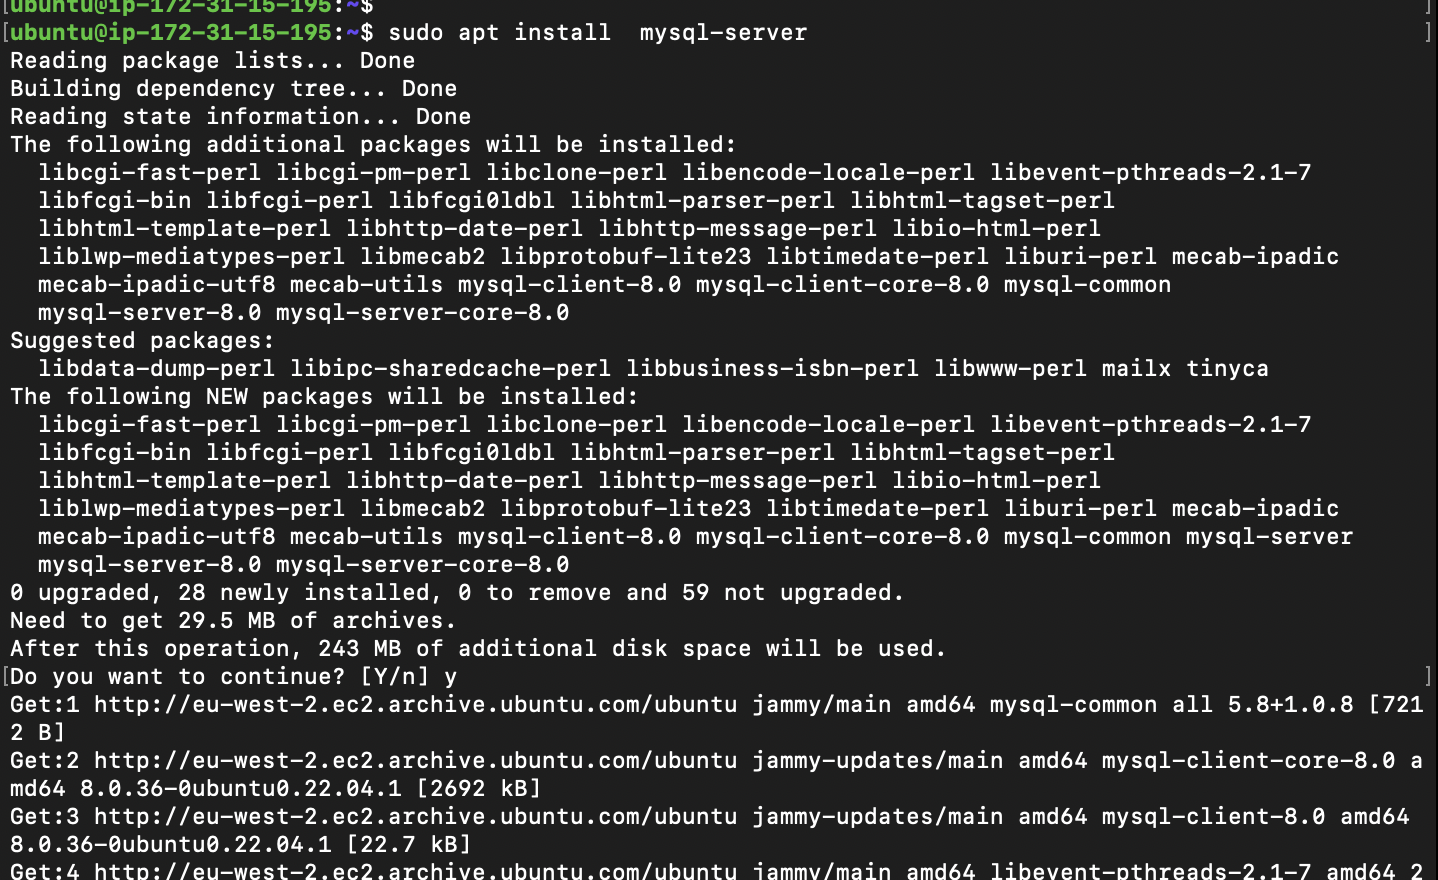 [ubuntu@ip-172-31-15-195:~$ ]
[ubuntu@ip-172-31-15-195:~$ sudo apt install  mysql-server ]
Reading package lists... Done
Building dependency tree... Done
Reading state information... Done
The following additional packages will be installed:
  libcgi-fast-perl libcgi-pm-perl libclone-perl libencode-locale-perl libevent-pthreads-2.1-7
  libfcgi-bin libfcgi-perl libfcgi0ldbl libhtml-parser-perl libhtml-tagset-perl
  libhtml-template-perl libhttp-date-perl libhttp-message-perl libio-html-perl
  liblwp-mediatypes-perl libmecab2 libprotobuf-lite23 libtimedate-perl liburi-perl mecab-ipadic
  mecab-ipadic-utf8 mecab-utils mysql-client-8.0 mysql-client-core-8.0 mysql-common
  mysql-server-8.0 mysql-server-core-8.0
Suggested packages:
  libdata-dump-perl libipc-sharedcache-perl libbusiness-isbn-perl libwww-perl mailx tinyca
The following NEW packages will be installed:
  libcgi-fast-perl libcgi-pm-perl libclone-perl libencode-locale-perl libevent-pthreads-2.1-7
  libfcgi-bin libfcgi-perl libfcgi0ldbl libhtml-parser-perl libhtml-tagset-perl
  libhtml-template-perl libhttp-date-perl libhttp-message-perl libio-html-perl
  liblwp-mediatypes-perl libmecab2 libprotobuf-lite23 libtimedate-perl liburi-perl mecab-ipadic
  mecab-ipadic-utf8 mecab-utils mysql-client-8.0 mysql-client-core-8.0 mysql-common mysql-server
  mysql-server-8.0 mysql-server-core-8.0
0 upgraded, 28 newly installed, 0 to remove and 59 not upgraded.
Need to get 29.5 MB of archives.
After this operation, 243 MB of additional disk space will be used.
[Do you want to continue? [Y/n] y ]
Get:1 http://eu-west-2.ec2.archive.ubuntu.com/ubuntu jammy/main amd64 mysql-common all 5.8+1.0.8 [721
2 B]
Get:2 http://eu-west-2.ec2.archive.ubuntu.com/ubuntu jammy-updates/main amd64 mysql-client-core-8.0 a
md64 8.0.36-0ubuntu0.22.04.1 [2692 kB]
Get:3 http://eu-west-2.ec2.archive.ubuntu.com/ubuntu jammy-updates/main amd64 mysql-client-8.0 amd64
8.0.36-0ubuntu0.22.04.1 [22.7 kB]
Get:4 http://eu-west-2.ec2.archive.ubuntu.com/ubuntu jammy/main amd64 libevent-pthreads-2.1-7 amd64 2